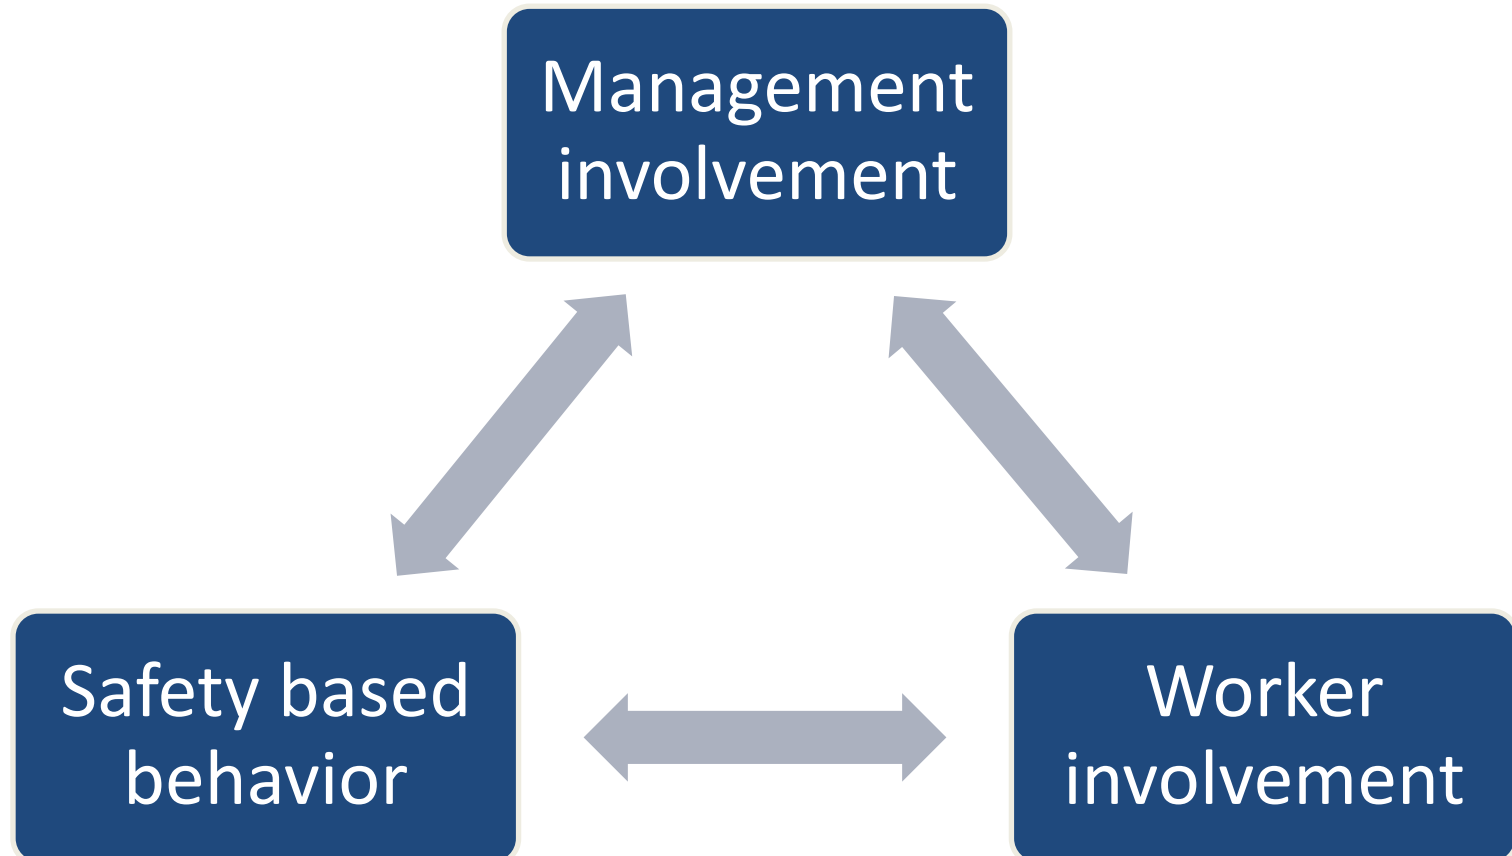 Management
involvement
Safety based
behavior
Worker
involvement